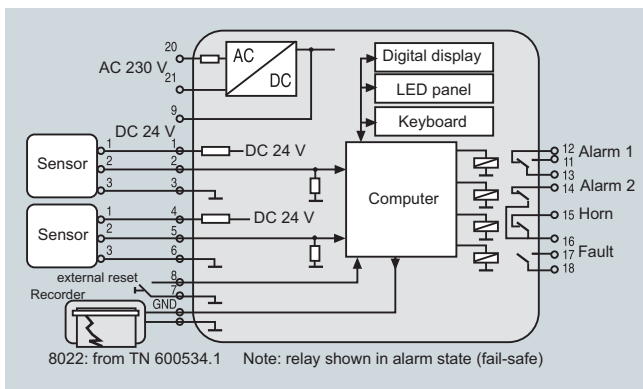 20
AC 230 V
21
AC
DC
9
DC 24 V
Digital display
LED panel
Keyboard
Sensor
1
1
DC 24 V
2
2
3
3
Sensor
1
4
DC 24 V
2
5
3
6
Computer
12 Alarm 1
11
13
14 Alarm 2
15 Horn
16
17 Fault
18
external reset
8
7
Recorder
GND
8022: from TN 600534.1 Note: relay shown in alarm state (fail-safe)